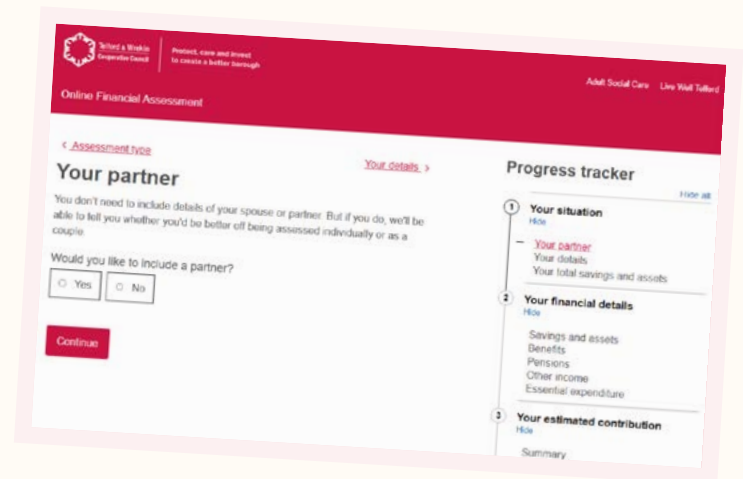 Telford & Wrekin
Cooperative Council
Protect, care and invest
to create a better borough
Adult Social Care Live Well Telford
Online Financial Assessment
< Assessment type
Your details >
Your partner
You don't need to include details of your spouse or partner. But if you do, we'll be
able to tell you whether you'd be better off being assessed individually or as a
couple.
Would you like to include a partner?
Yes No
Continue
Progress tracker
Hide all
1 Your situation
Hide
Your partner
Your details
Your total savings and assets
2 Your financial details
Hide
Savings and assets
Benefits
Pensions
Other income
Essential expenditure
3 Your estimated contribution
Hide
Summary